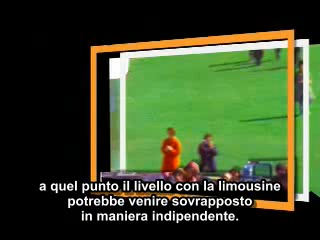 a quel punto il livello con la limousine
potrebbe venire sovrapposto
in maniera indipendente.